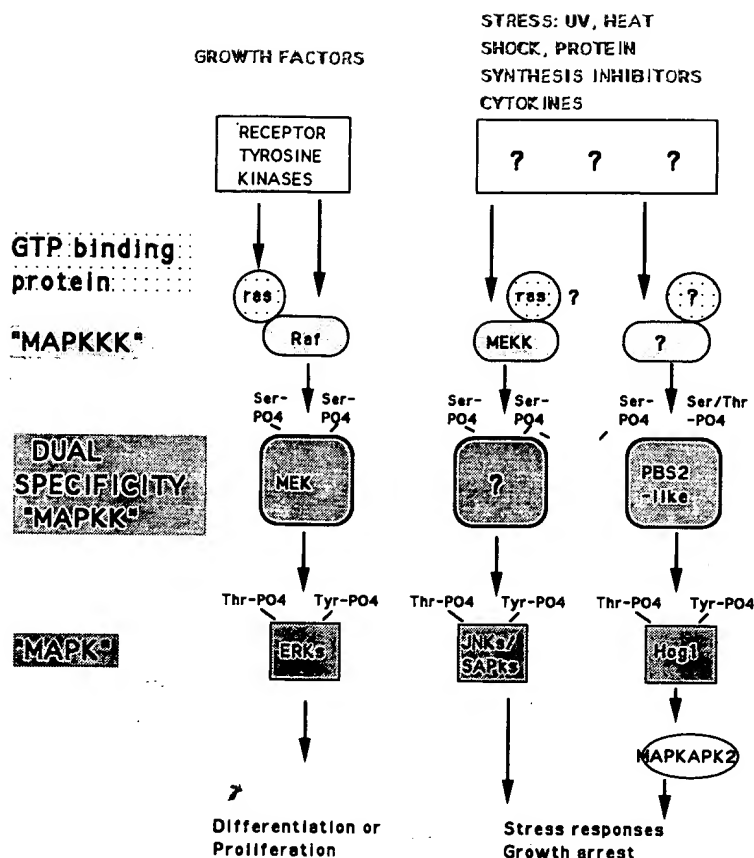 GROWTH FACTORS
STRESS: UV, HEAT
SHOCK, PROTEIN
SYNTHESIS INHIBITORS
CYTOKINES
RECEPTOR
TYROSINE
KINASES
? ? ?
GTP binding
protein
ras
ras ?
?
"MAPKKK"
Raf
MEKK
?
Ser-
PO4
Ser-
PO4
Ser-
PO4
Ser-
PO4
Ser-
PO4
Ser/Thr
-PO4
DUAL
SPECIFICITY
"MAPKK"
MEK
?
PBS2
-like
Thr-PO4 Tyr-PO4
Thr-PO4 Tyr-PO4
Thr-PO4 Tyr-PO4
"MAPK"
ERKs
JNKs/
SAPks
Hog1
MAPKAPK2
?
Differentiation or
Proliferation
Stress responses
Growth arrest